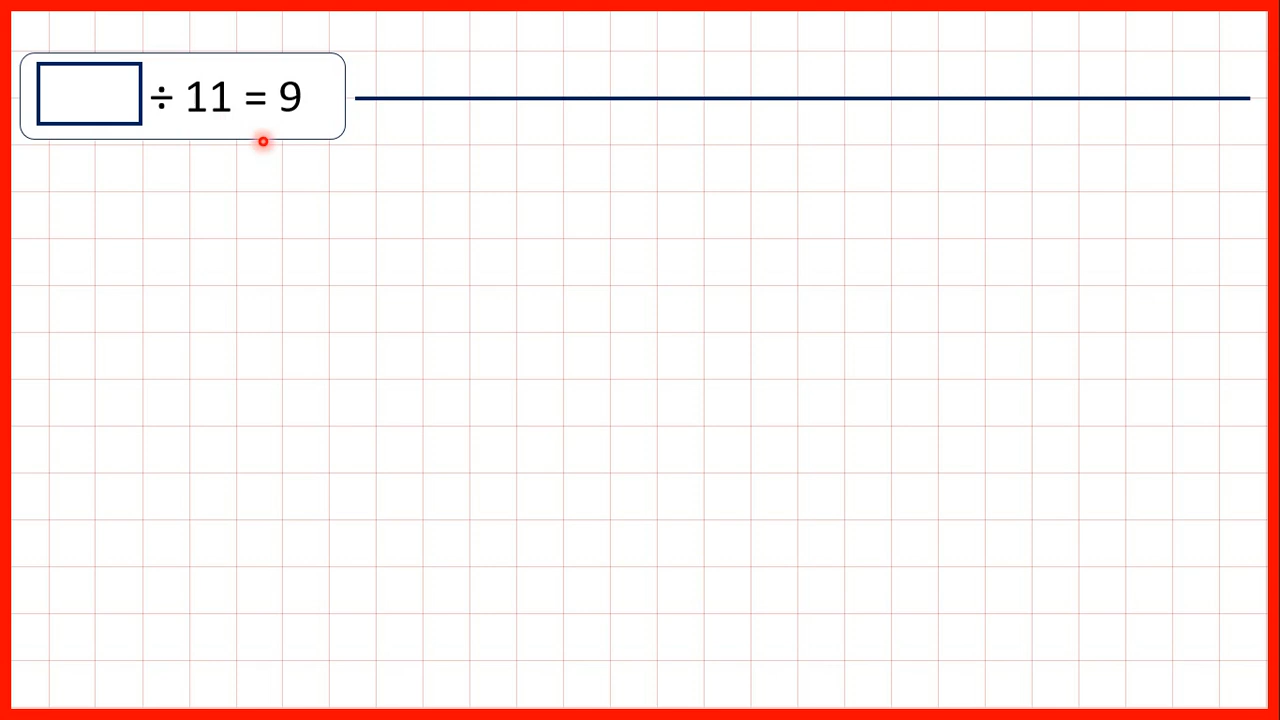 ÷ 11 = 9